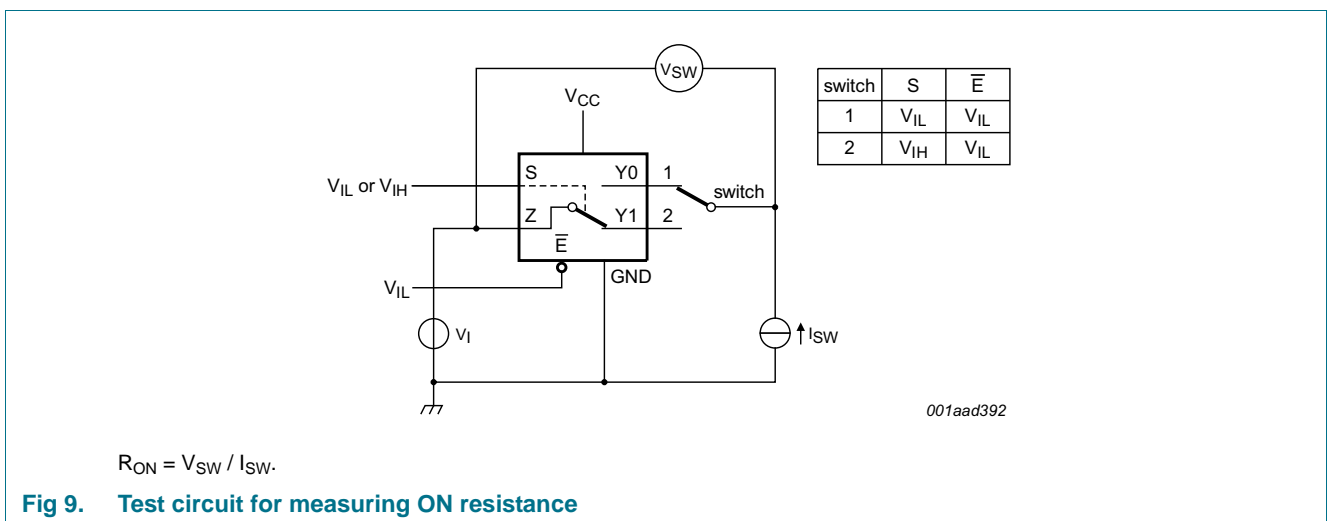 VSW
switch S E̅
1 VIL VIL
2 VIH VIL
VCC
VIL or VIH
S Y0 1
switch
Z Y1 2
E̅
GND
VIL
VI
ISW
001aad392
RON = VSW / ISW.
Fig 9. Test circuit for measuring ON resistance